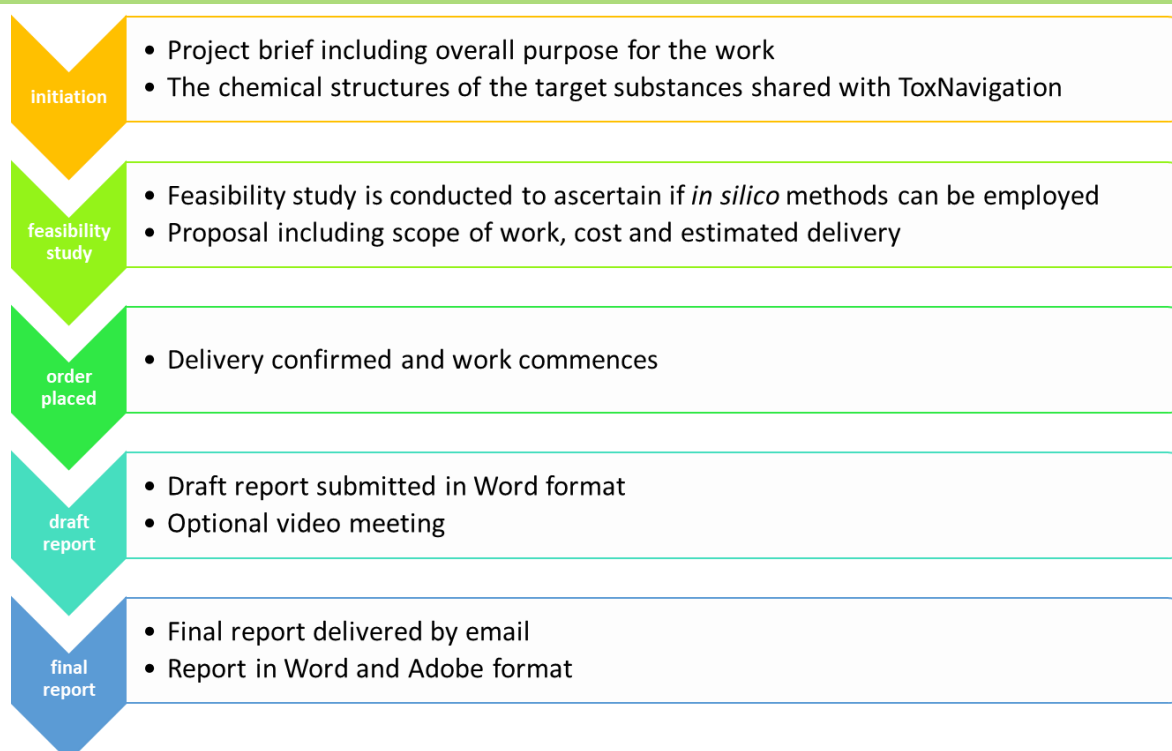 initiation
• Project brief including overall purpose for the work
• The chemical structures of the target substances shared with ToxNavigation
feasibility
study
• Feasibility study is conducted to ascertain if in silico methods can be employed
• Proposal including scope of work, cost and estimated delivery
order
placed
• Delivery confirmed and work commences
draft
report
• Draft report submitted in Word format
• Optional video meeting
final
report
• Final report delivered by email
• Report in Word and Adobe format